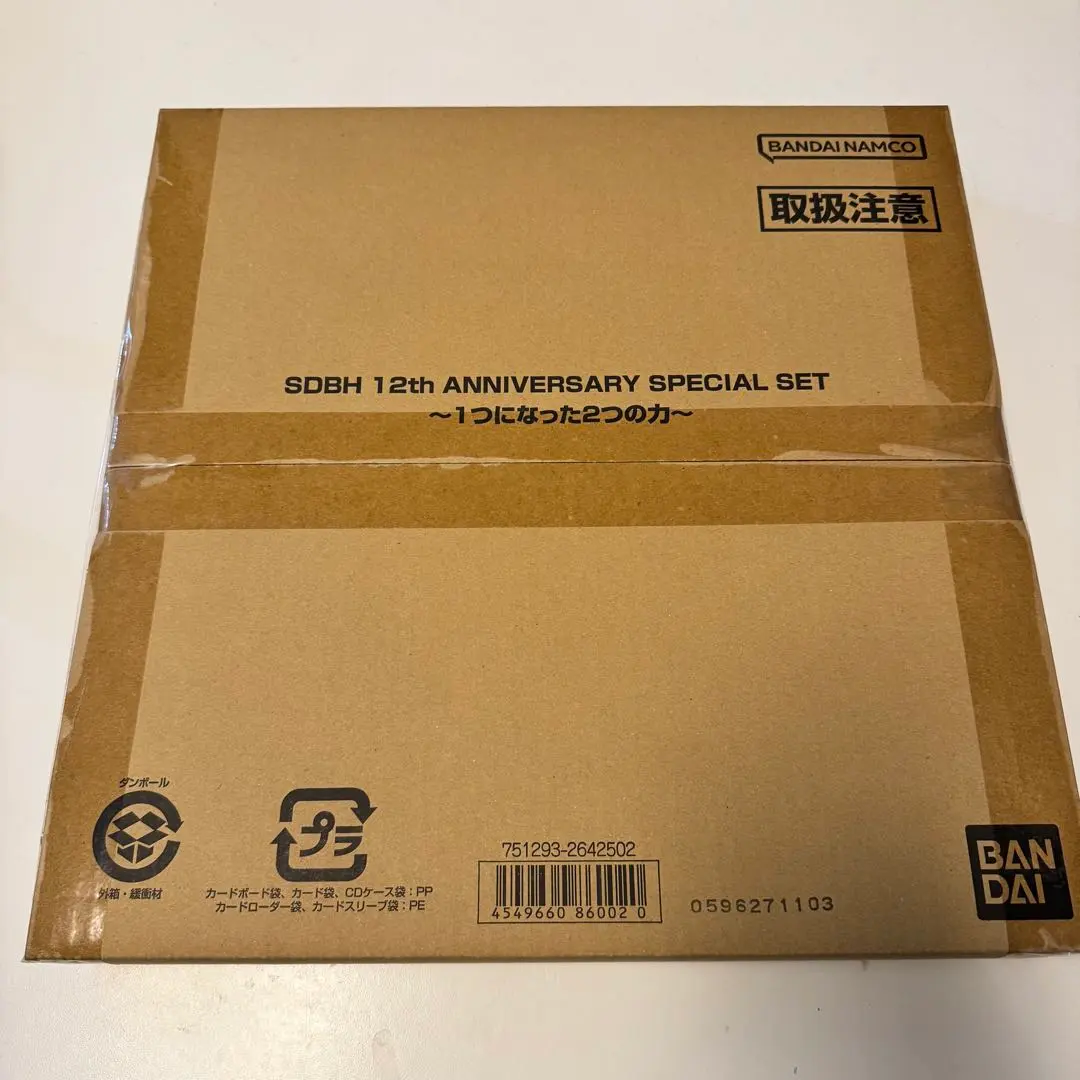 BANDAI NAMCO
取扱注意
SDBH 12th ANNIVERSARY SPECIAL SET
〜1つになった2つの力〜
ダンボール
外箱・緩衝材
プラ
カードボード袋、カード袋、CDケース袋：PP
カードローダー袋、カードスリーブ袋：PE
751293-2642502
4549660 86002 0
0596271103
BAN
DAI